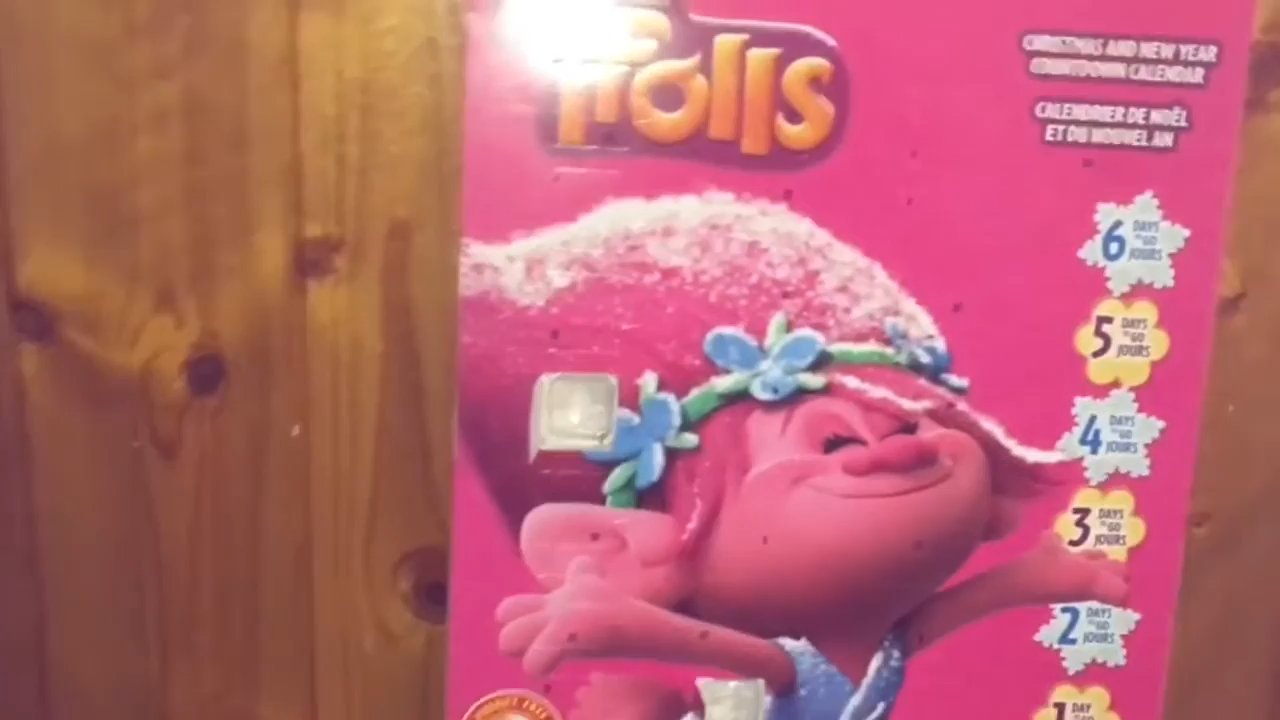 Trolls
CHRISTMAS AND NEW YEAR
COUNTDOWN CALENDAR
CALENDRIER DE NOËL
ET DU NOUVEL AN
6 DAYS TO GO JOURS
5 DAYS TO GO JOURS
4 DAYS TO GO JOURS
3 DAYS TO GO JOURS
2 DAYS TO GO JOURS
1 DAY